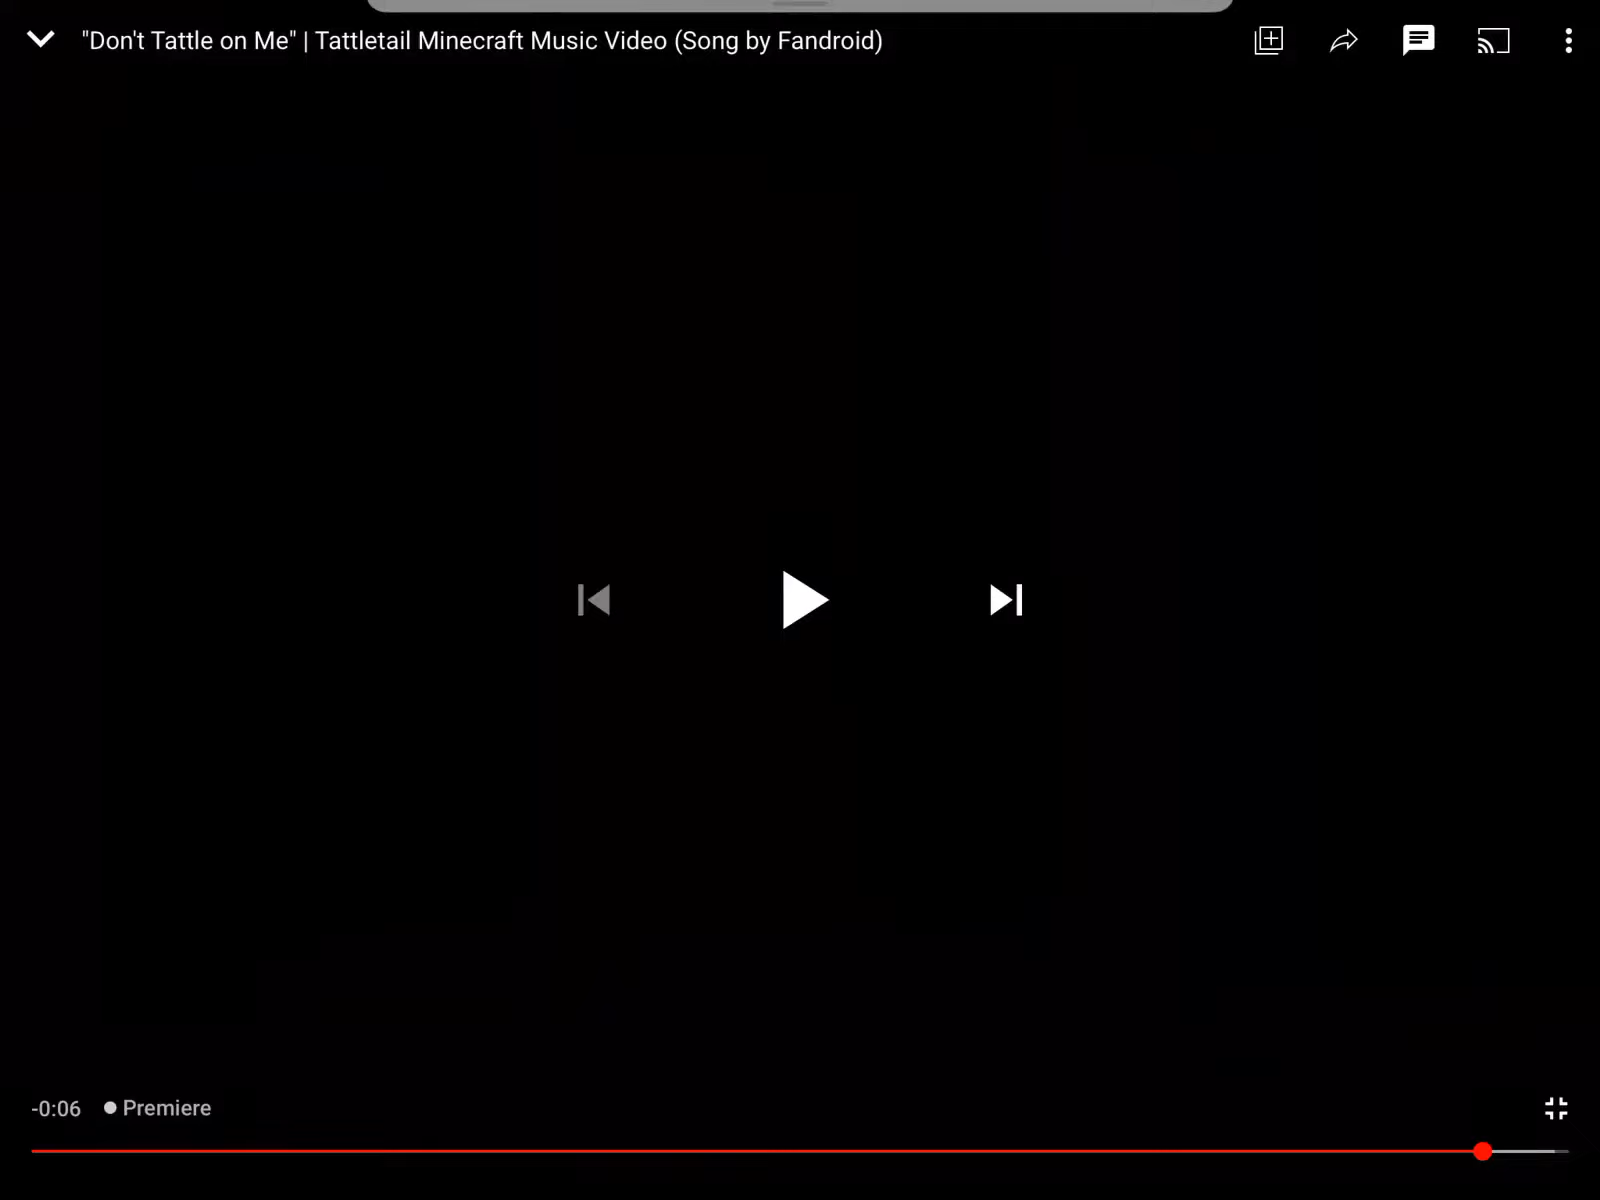 "Don't Tattle on Me" | Tattletail Minecraft Music Video (Song by Fandroid)
-0:06 ● Premiere